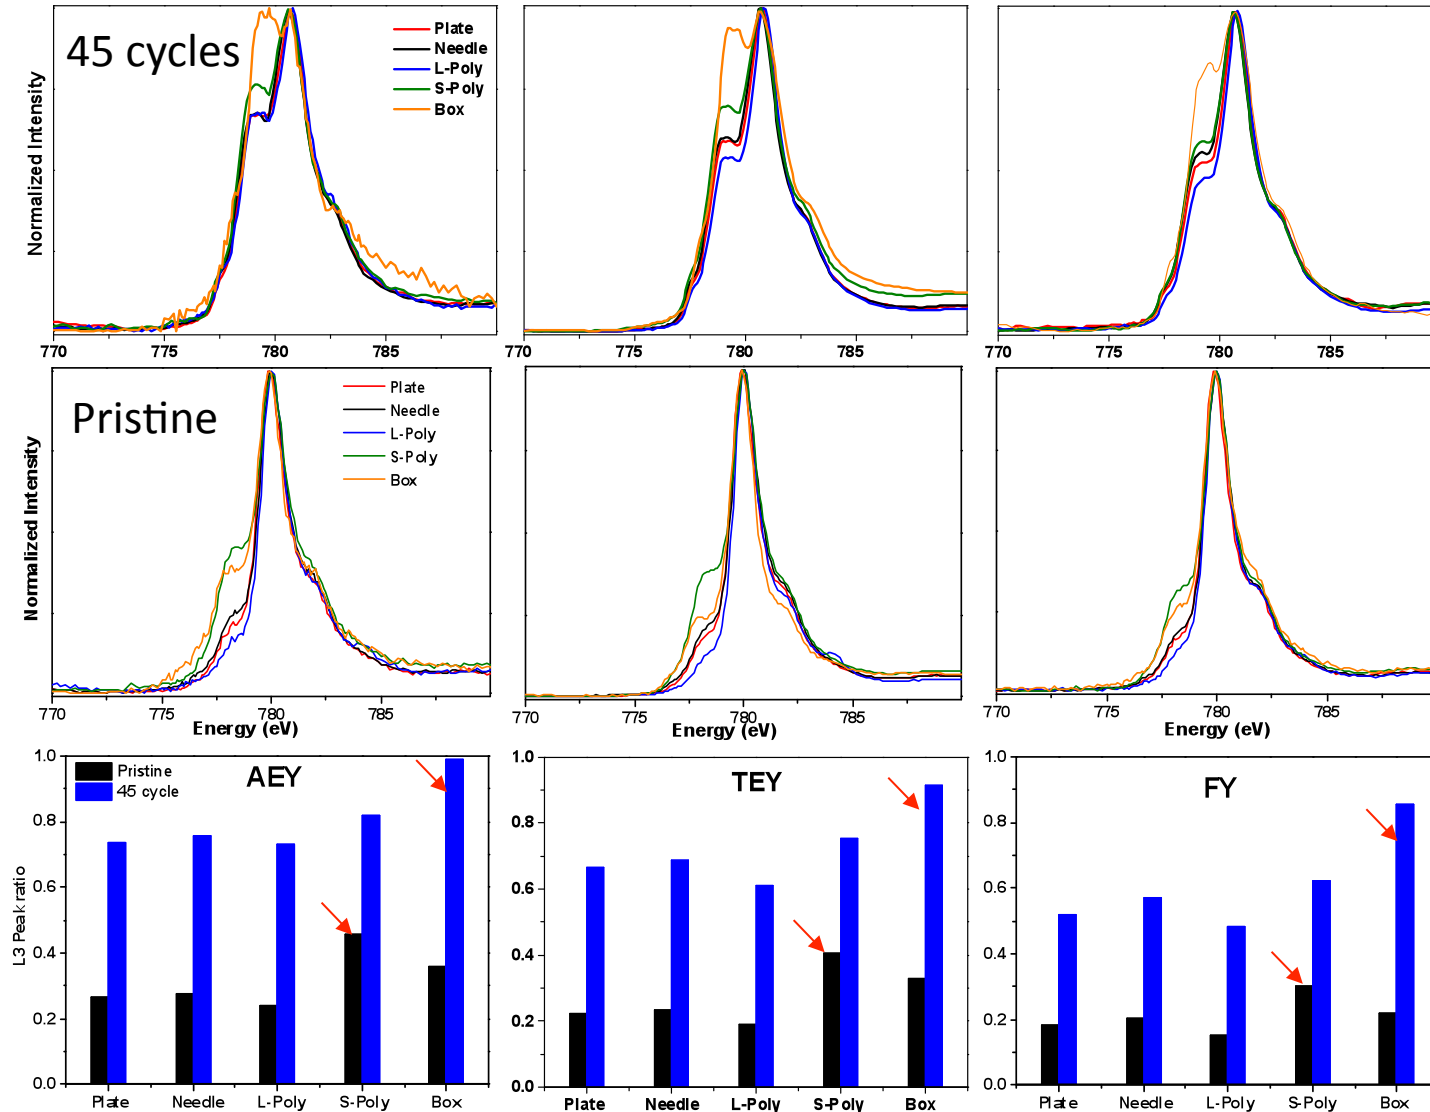 45 cycles
Plate
Needle
L-Poly
S-Poly
Box
Normalized Intensity
770 775 780 785
770 775 780 785
770 775 780 785
Pristine
Plate
Needle
L-Poly
S-Poly
Box
Normalized Intensity
770 775 780 785
770 775 780 785
770 775 780 785
Energy (eV)
Energy (eV)
Energy (eV)
AEY
Pristine
45 cycle
L3 Peak ratio
1.0
0.8
0.6
0.4
0.2
0.0
Plate Needle L-Poly S-Poly Box
TEY
1.0
0.8
0.6
0.4
0.2
0.0
Plate Needle L-Poly S-Poly Box
FY
1.0
0.8
0.6
0.4
0.2
0.0
Plate Needle L-Poly S-Poly Box